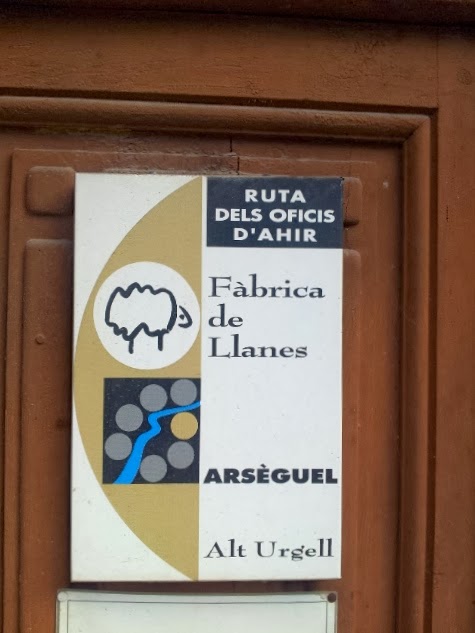 RUTA
DELS OFICIS
D'AHIR
Fàbrica
de
Llanes
ARSÈGUEL
Alt Urgell